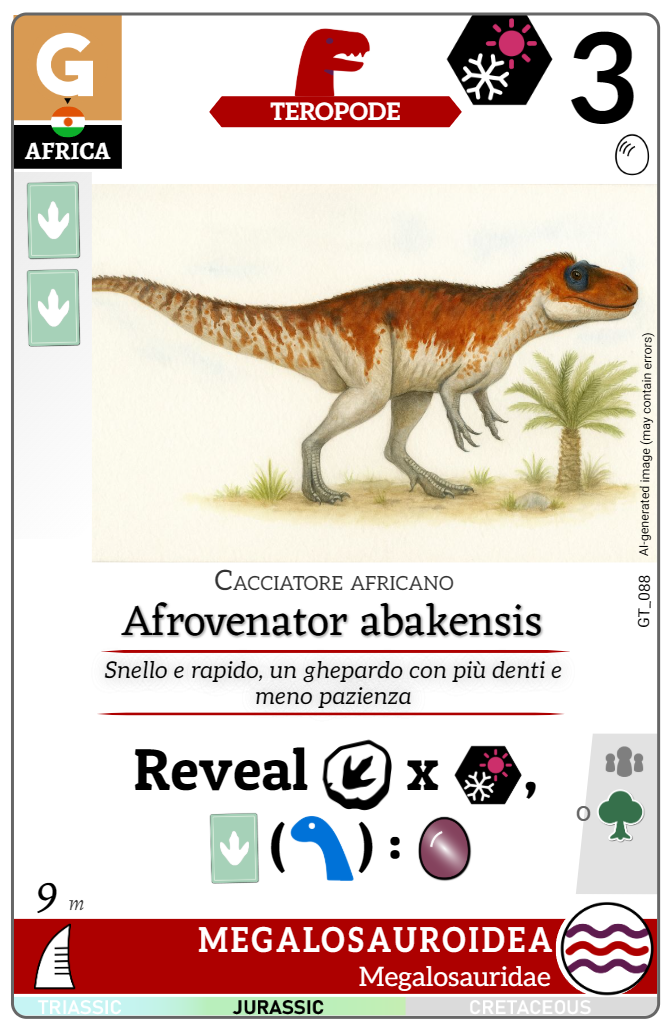 G
AFRICA
TEROPODE
3
AI-generated image (may contain errors)
GT_088
Cacciatore africano
Afrovenator abakensis
Snello e rapido, un ghepardo con più denti e
meno pazienza
Reveal x ,
( ) :
o
9 m
MEGALOSAUROIDEA
Megalosauridae
TRIASSIC JURASSIC CRETACEOUS